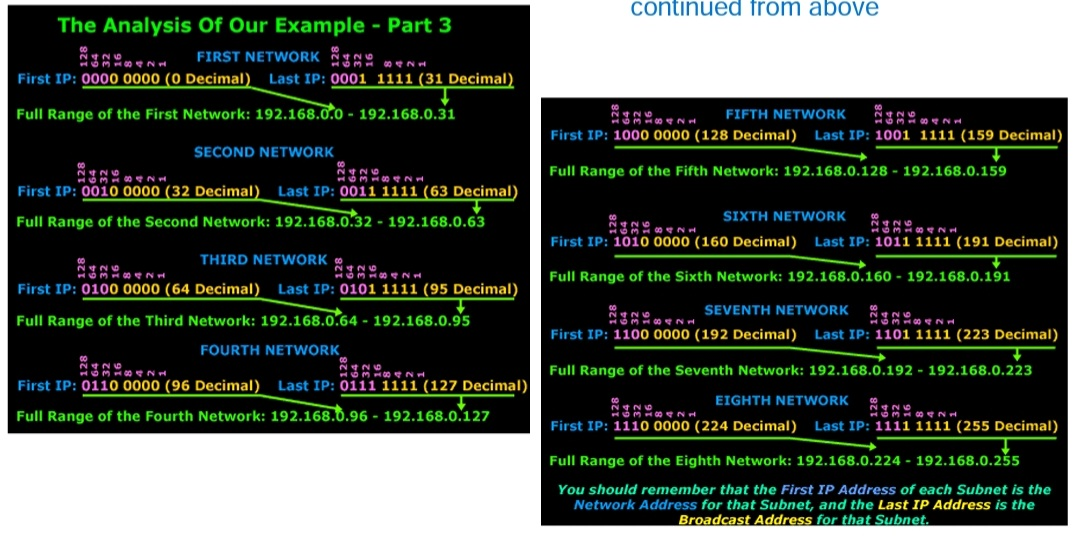 The Analysis Of Our Example - Part 3
FIRST NETWORK
128 64 32 16 8 4 2 1 128 64 32 16 8 4 2 1
First IP: 0000 0000 (0 Decimal) Last IP: 0001 1111 (31 Decimal)
Full Range of the First Network: 192.168.0.0 - 192.168.0.31
SECOND NETWORK
128 64 32 16 8 4 2 1 128 64 32 16 8 4 2 1
First IP: 0010 0000 (32 Decimal) Last IP: 0011 1111 (63 Decimal)
Full Range of the Second Network: 192.168.0.32 - 192.168.0.63
THIRD NETWORK
128 64 32 16 8 4 2 1 128 64 32 16 8 4 2 1
First IP: 0100 0000 (64 Decimal) Last IP: 0101 1111 (95 Decimal)
Full Range of the Third Network: 192.168.0.64 - 192.168.0.95
FOURTH NETWORK
128 64 32 16 8 4 2 1 128 64 32 16 8 4 2 1
First IP: 0110 0000 (96 Decimal) Last IP: 0111 1111 (127 Decimal)
Full Range of the Fourth Network: 192.168.0.96 - 192.168.0.127
continued from above
FIFTH NETWORK
128 64 32 16 8 4 2 1 128 64 32 16 8 4 2 1
First IP: 1000 0000 (128 Decimal) Last IP: 1001 1111 (159 Decimal)
Full Range of the Fifth Network: 192.168.0.128 - 192.168.0.159
SIXTH NETWORK
128 64 32 16 8 4 2 1 128 64 32 16 8 4 2 1
First IP: 1010 0000 (160 Decimal) Last IP: 1011 1111 (191 Decimal)
Full Range of the Sixth Network: 192.168.0.160 - 192.168.0.191
SEVENTH NETWORK
128 64 32 16 8 4 2 1 128 64 32 16 8 4 2 1
First IP: 1100 0000 (192 Decimal) Last IP: 1101 1111 (223 Decimal)
Full Range of the Seventh Network: 192.168.0.192 - 192.168.0.223
EIGHTH NETWORK
128 64 32 16 8 4 2 1 128 64 32 16 8 4 2 1
First IP: 1110 0000 (224 Decimal) Last IP: 1111 1111 (255 Decimal)
Full Range of the Eighth Network: 192.168.0.224 - 192.168.0.255
You should remember that the First IP Address of each Subnet is the
Network Address for that Subnet, and the Last IP Address is the
Broadcast Address for that Subnet.